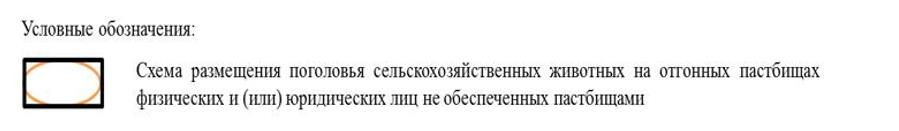 Условные обозначения:
Схема размещения поголовья сельскохозяйственных животных на отгонных пастбищах
физических и (или) юридических лиц не обеспеченных пастбищами